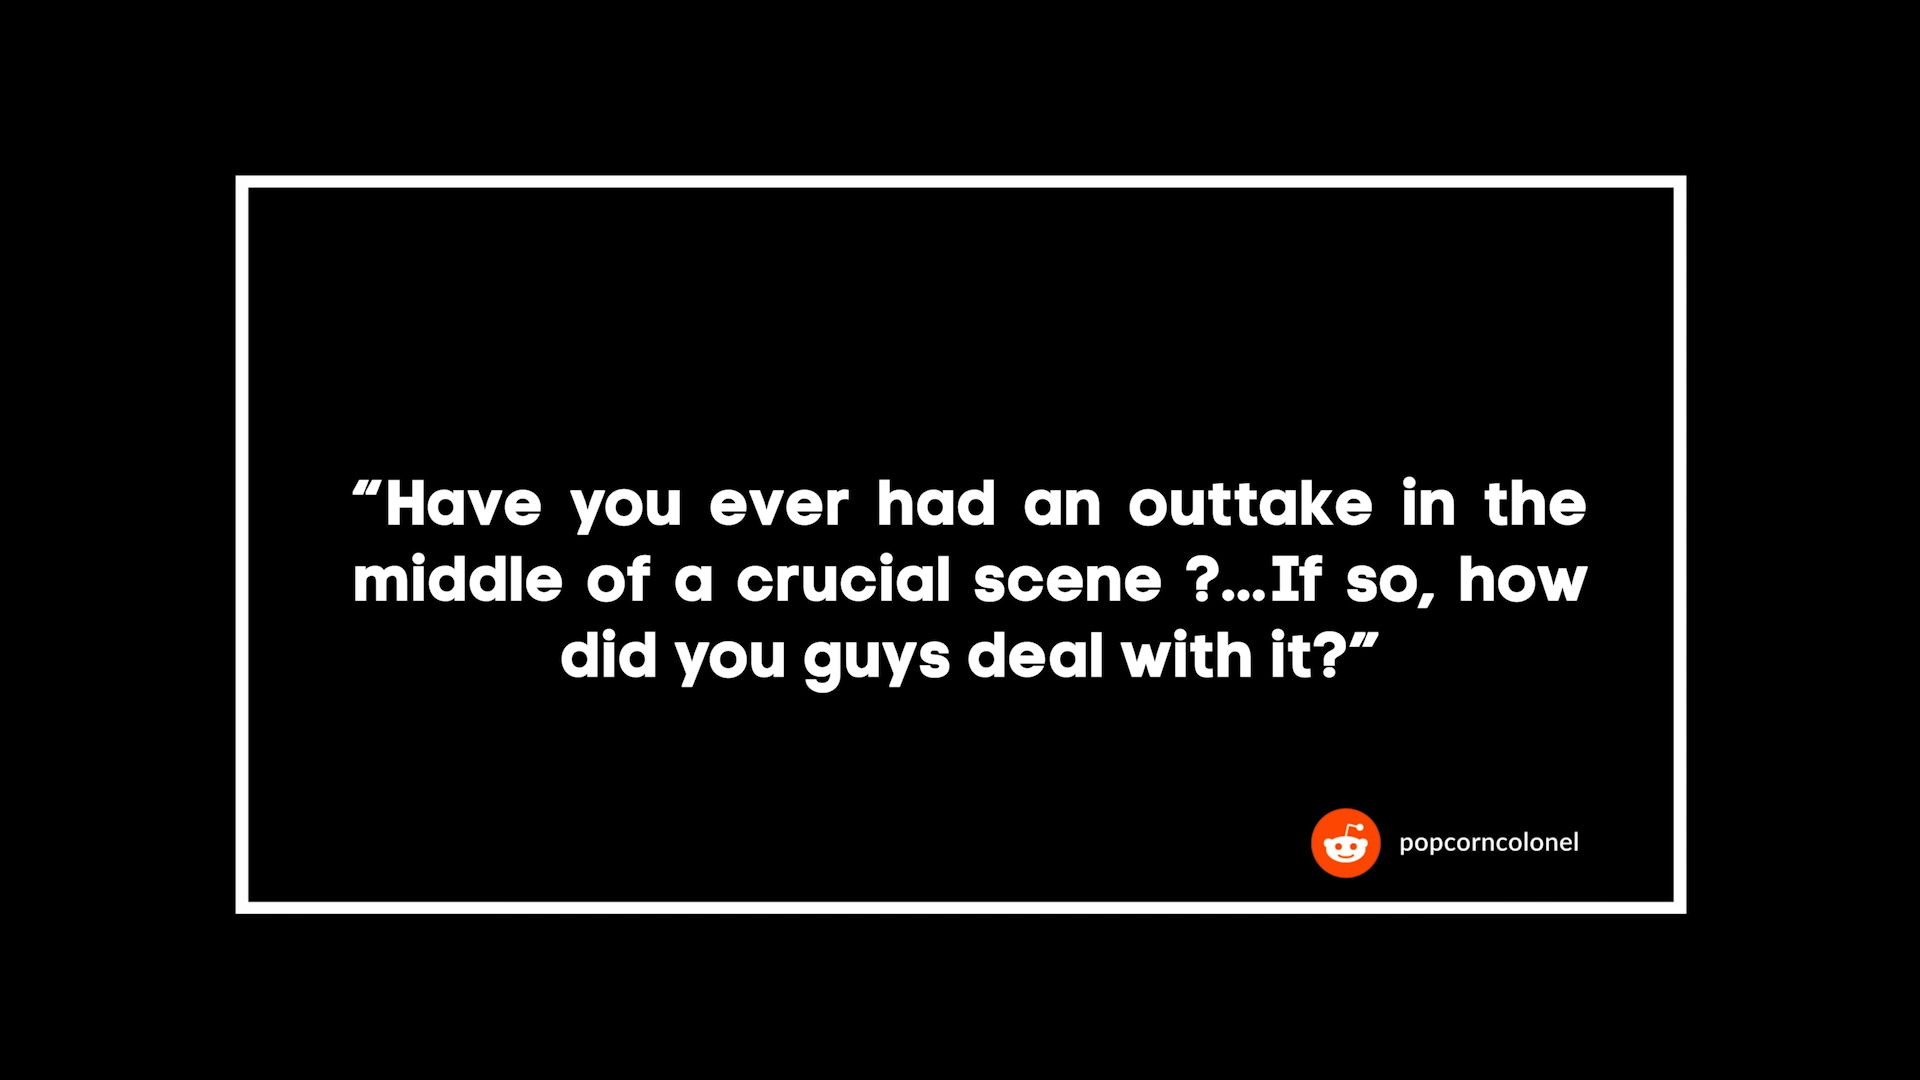 “Have you ever had an outtake in the
middle of a crucial scene ?...If so, how
did you guys deal with it?”
popcorncolonel